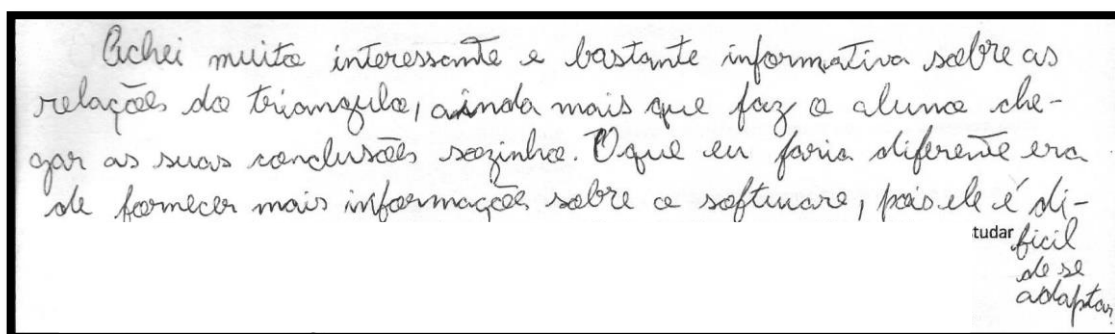 Achei muito interessante e bastante informativa sobre as
relações do triangulo, ainda mais que faz o aluno che-
gar as suas conclusões sozinho. O que eu faria diferente era
de fornecer mais informações sobre o software, pois ele é di-
tudar ficil
de se
adaptar